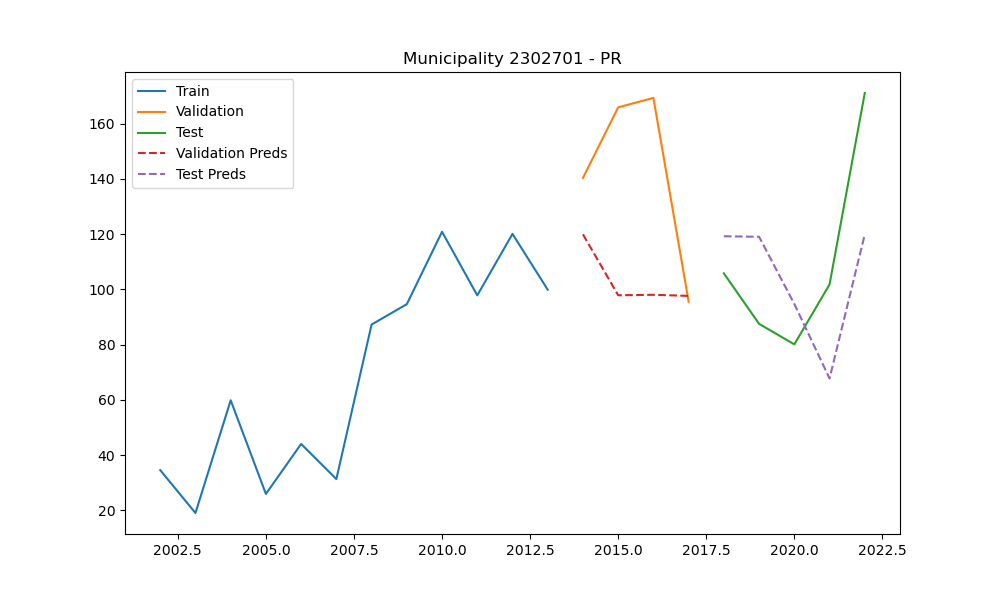 Municipality 2302701 - PR
Train
Validation
Test
Validation Preds
Test Preds
160
140
120
100
80
60
40
20
2002.5 2005.0 2007.5 2010.0 2012.5 2015.0 2017.5 2020.0 2022.5